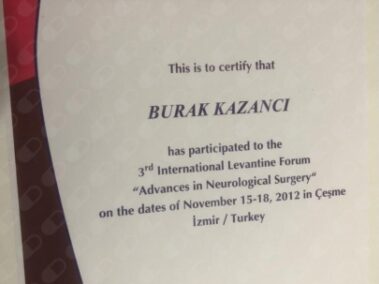 This is to certify that
BURAK KAZANCI
has participated to the
3rd International Levantine Forum
"Advances in Neurological Surgery"
on the dates of November 15-18, 2012 in Çeşme
İzmir / Turkey